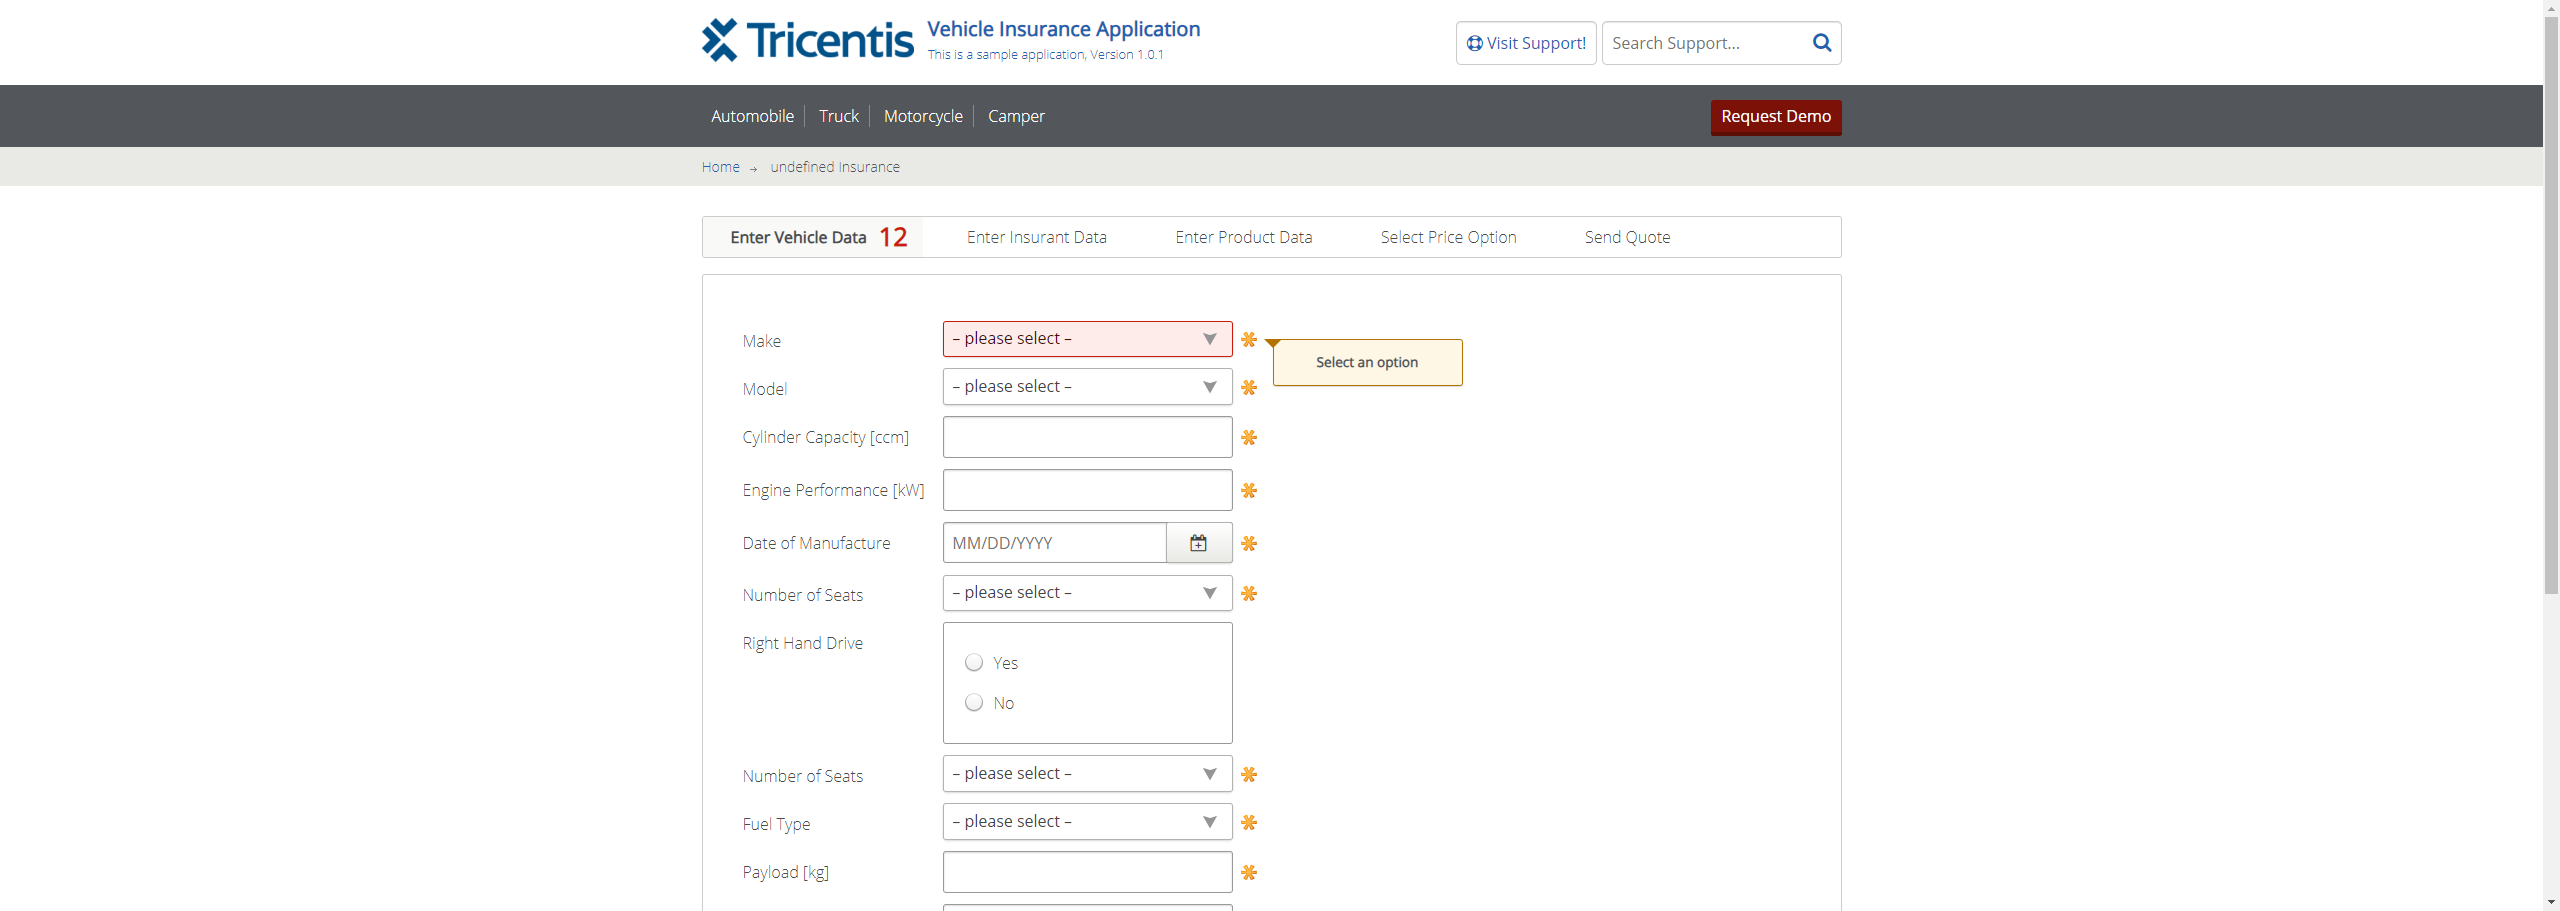 Tricentis
Vehicle Insurance Application
This is a sample application, Version 1.0.1
Visit Support!
Search Support...
Automobile
Truck
Motorcycle
Camper
Request Demo
Home → undefined Insurance
Enter Vehicle Data 12
Enter Insurant Data
Enter Product Data
Select Price Option
Send Quote
Make
– please select –
Select an option
Model
– please select –
Cylinder Capacity [ccm]
Engine Performance [kW]
Date of Manufacture
MM/DD/YYYY
Number of Seats
– please select –
Right Hand Drive
Yes
No
Number of Seats
– please select –
Fuel Type
– please select –
Payload [kg]